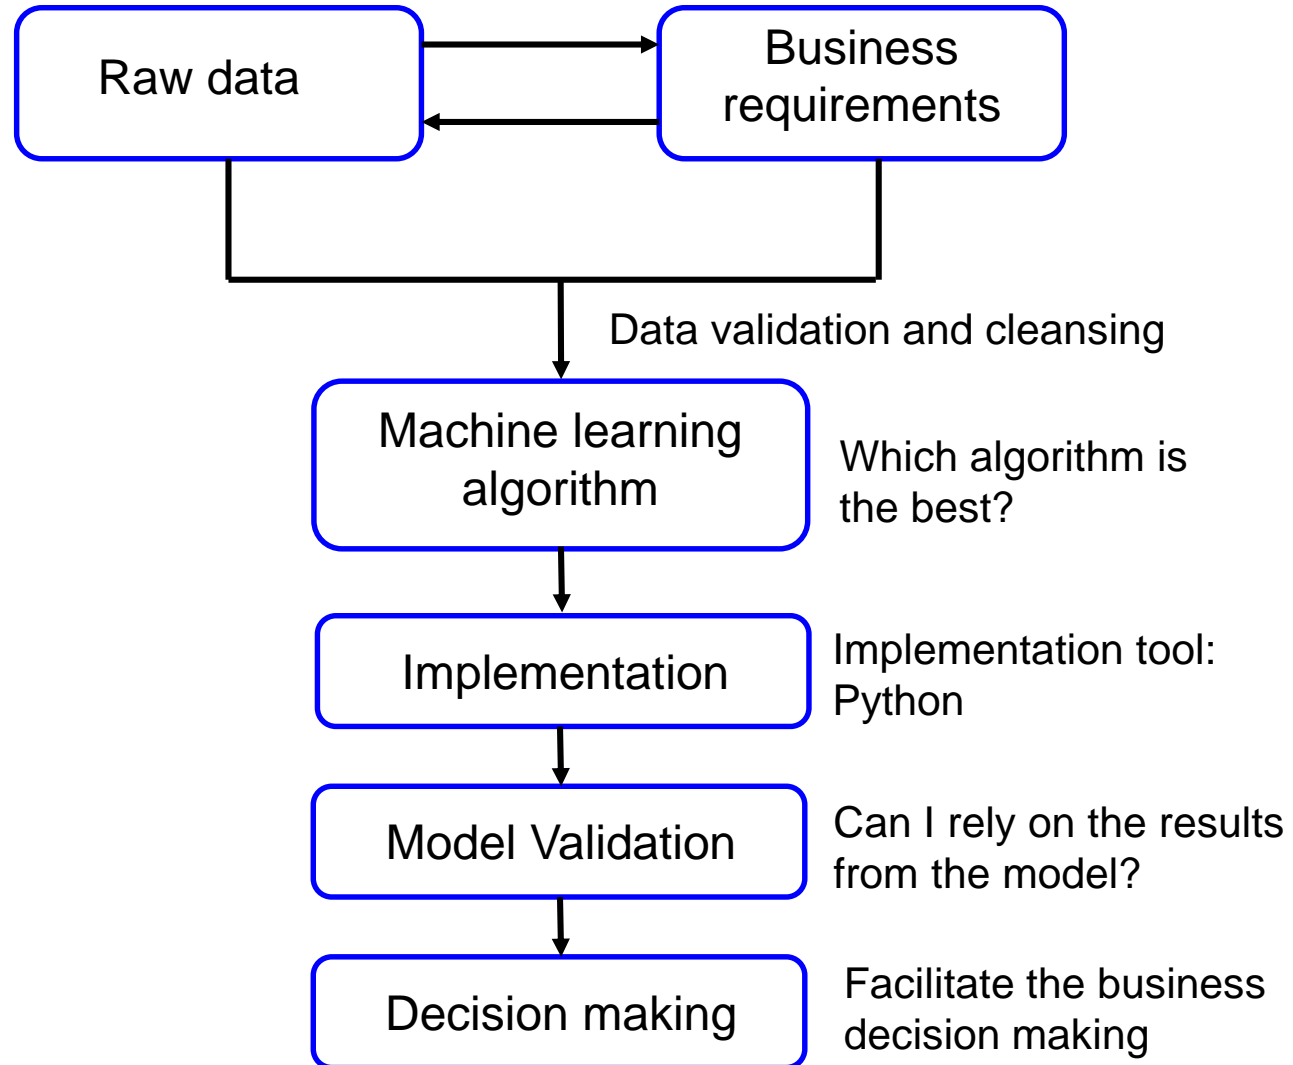 Raw data
Business
requirements
Data validation and cleansing
Machine learning
algorithm
Which algorithm is
the best?
Implementation
Implementation tool:
Python
Model Validation
Can I rely on the results
from the model?
Decision making
Facilitate the business
decision making